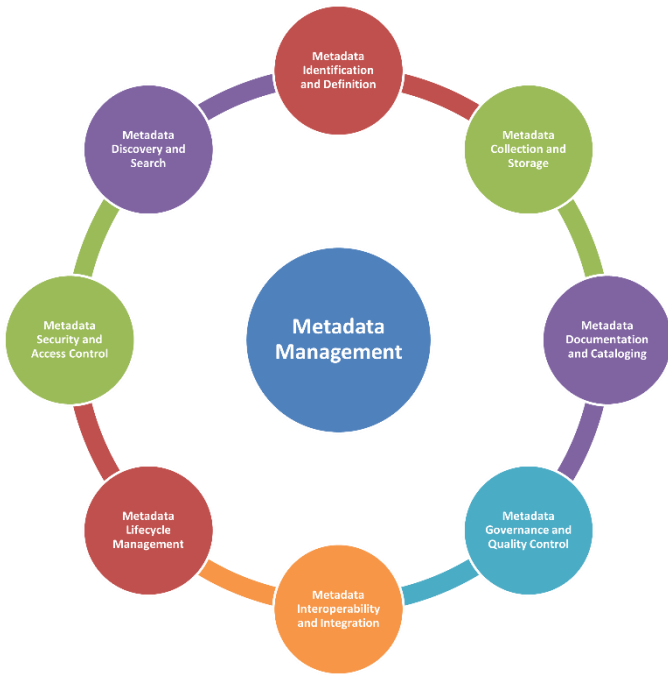 Metadata
Identification
and Definition
Metadata
Collection and
Storage
Metadata
Documentation
and Cataloging
Metadata
Governance and
Quality Control
Metadata
Interoperability
and Integration
Metadata
Lifecycle
Management
Metadata
Security and
Access Control
Metadata
Discovery and
Search
Metadata
Management